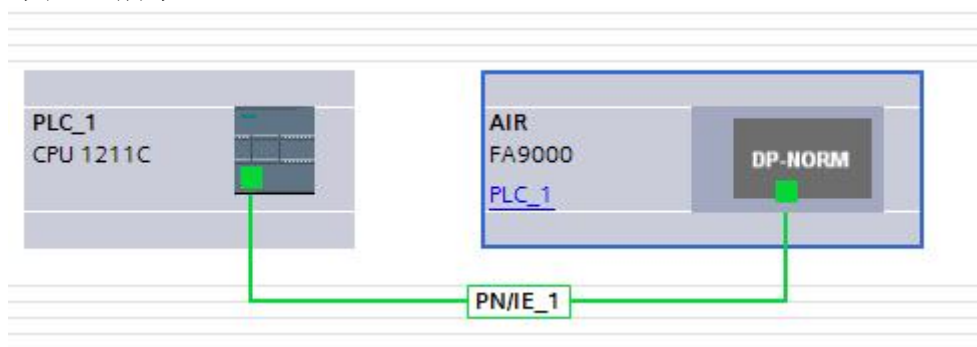 PLC_1
CPU 1211C
AIR
FA9000
PLC_1
DP-NORM
PN/IE_1